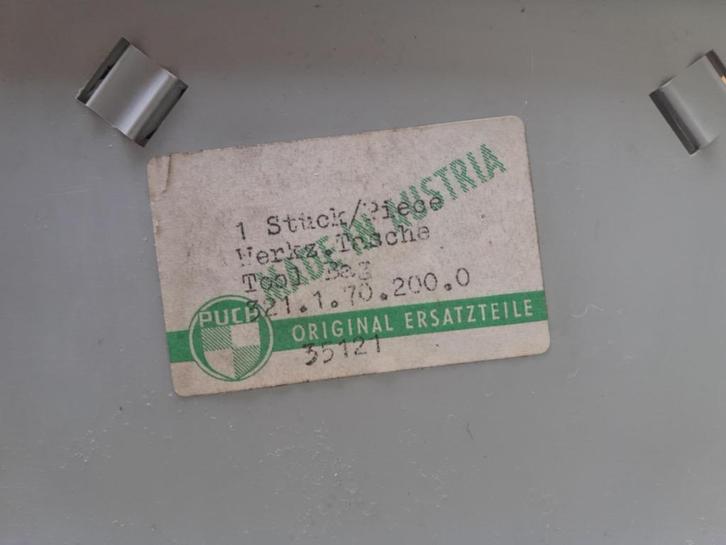 MADE IN AUSTRIA
1 Stück/Piece
Werkz.Tasche
Tool Bag
321.1.70.200.0
PUCH
ORIGINAL ERSATZTEILE
35121